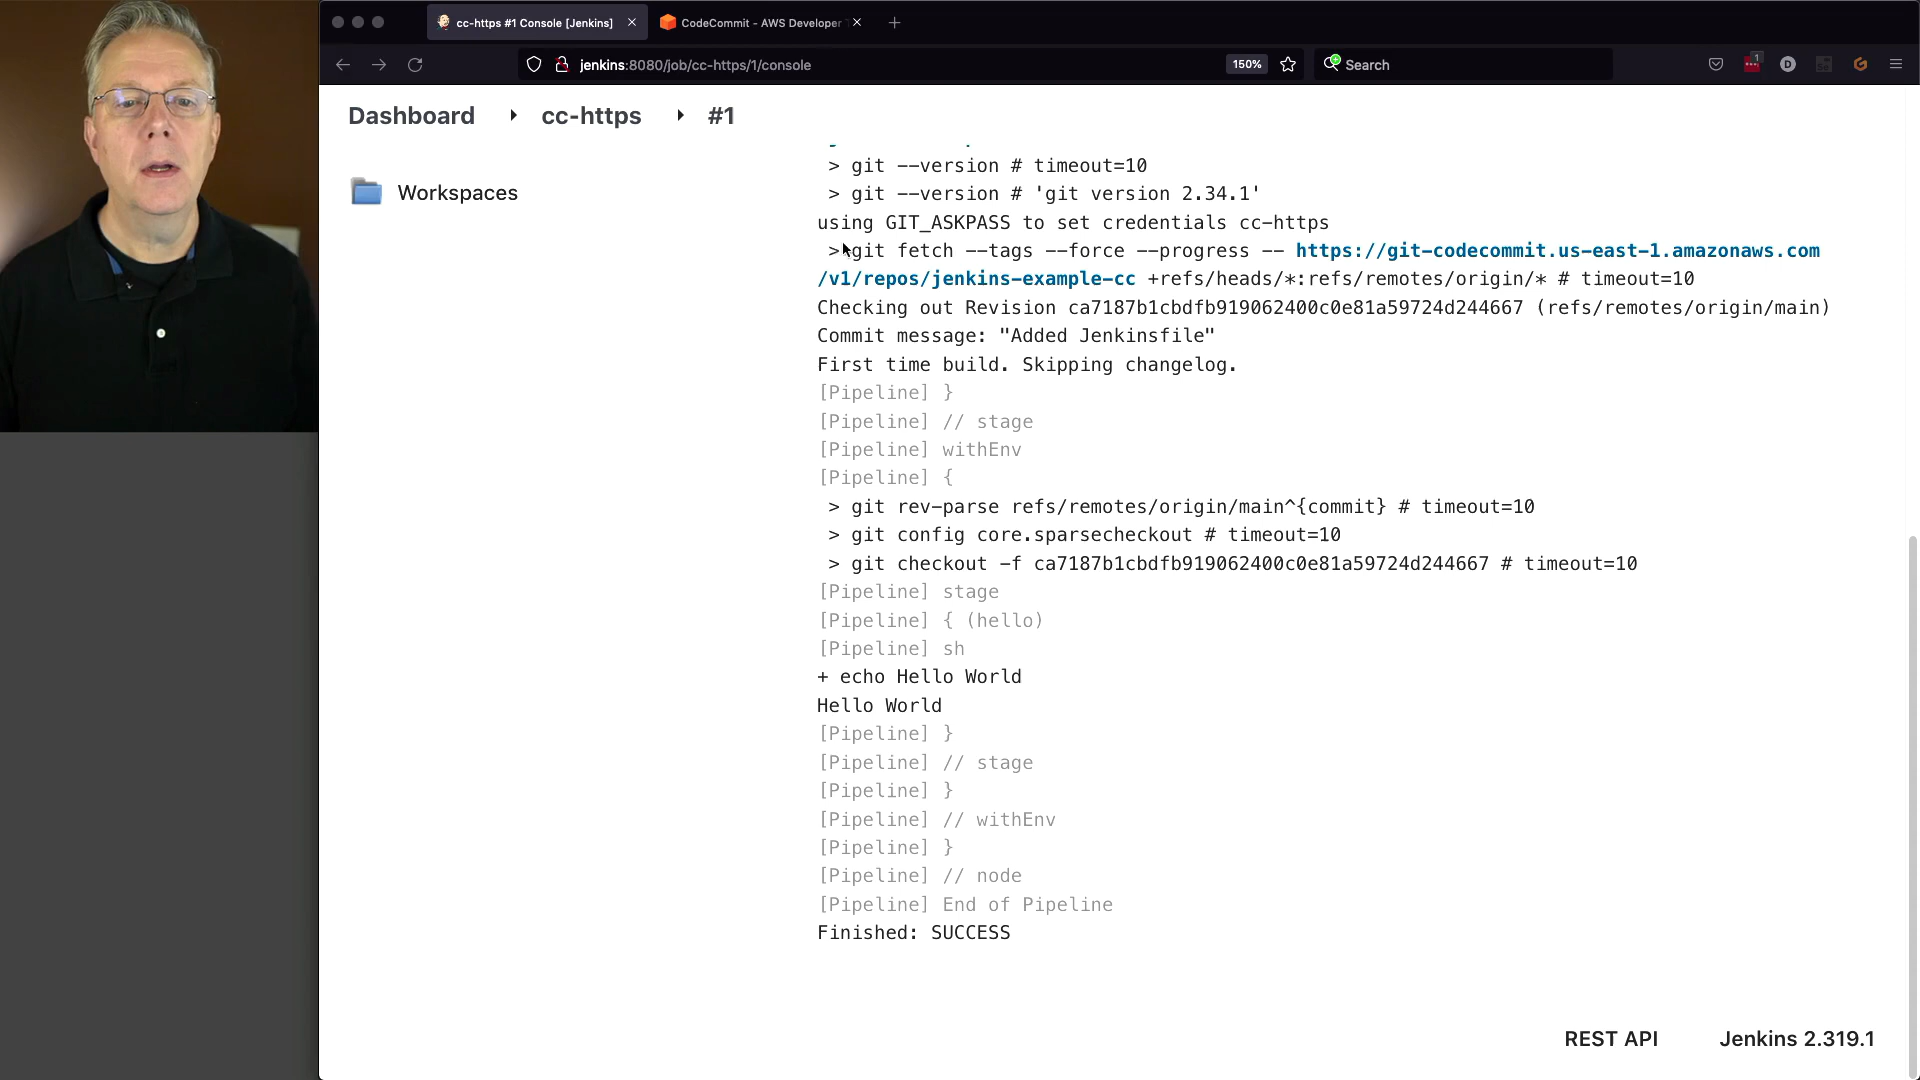 cc-https #1 Console [Jenkins]
CodeCommit - AWS Developer
jenkins:8080/job/cc-https/1/console
150%
Search
1
D
Dashboard
cc-https
#1
Workspaces
> git --version # timeout=10
> git --version # 'git version 2.34.1'
using GIT_ASKPASS to set credentials cc-https
> git fetch --tags --force --progress -- https://git-codecommit.us-east-1.amazonaws.com
/v1/repos/jenkins-example-cc +refs/heads/*:refs/remotes/origin/* # timeout=10
Checking out Revision ca7187b1cbdfb919062400c0e81a59724d244667 (refs/remotes/origin/main)
Commit message: "Added Jenkinsfile"
First time build. Skipping changelog.
[Pipeline] }
[Pipeline] // stage
[Pipeline] withEnv
[Pipeline] {
> git rev-parse refs/remotes/origin/main^{commit} # timeout=10
> git config core.sparsecheckout # timeout=10
> git checkout -f ca7187b1cbdfb919062400c0e81a59724d244667 # timeout=10
[Pipeline] stage
[Pipeline] { (hello)
[Pipeline] sh
+ echo Hello World
Hello World
[Pipeline] }
[Pipeline] // stage
[Pipeline] }
[Pipeline] // withEnv
[Pipeline] }
[Pipeline] // node
[Pipeline] End of Pipeline
Finished: SUCCESS
REST API
Jenkins 2.319.1